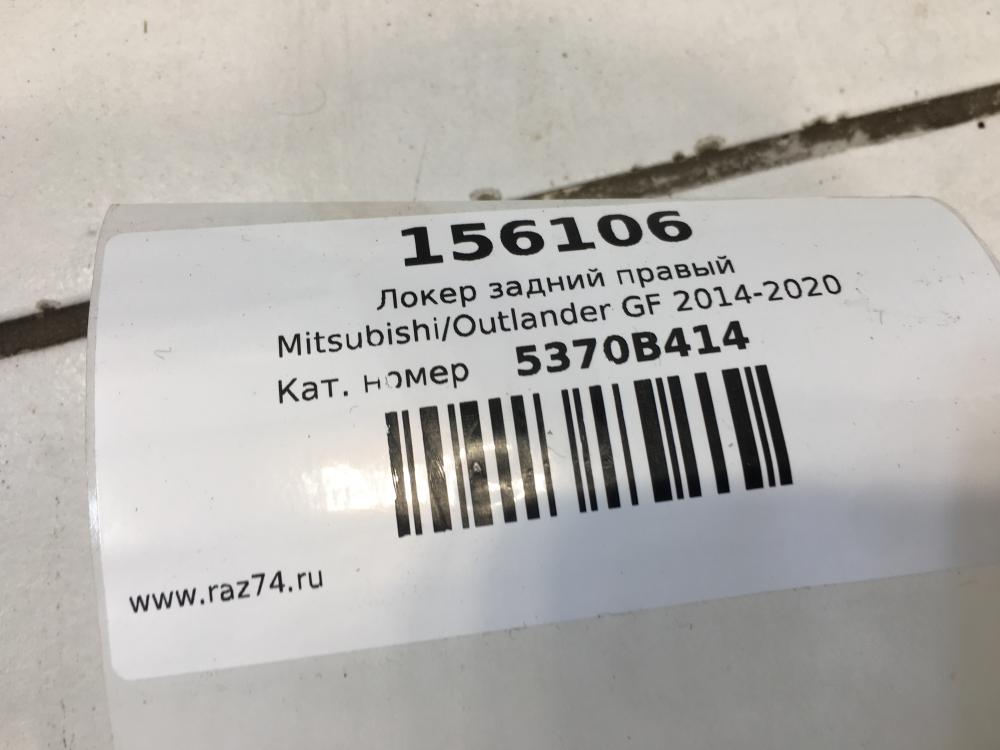 156106
Локер задний правый
Mitsubishi/Outlander GF 2014-2020
Кат. номер 5370B414
www.raz74.ru